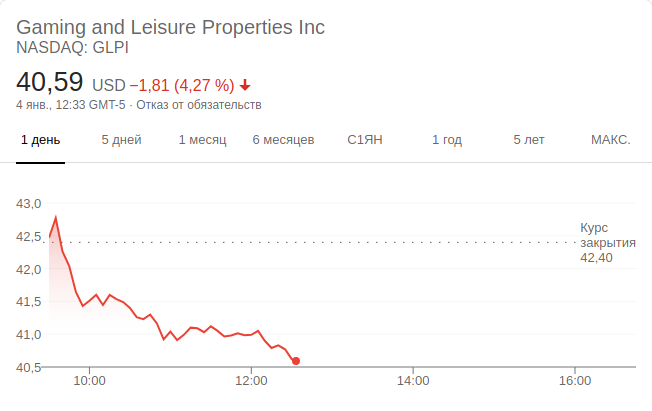 Gaming and Leisure Properties Inc
NASDAQ: GLPI
40,59 USD −1,81 (4,27 %)
4 янв., 12:33 GMT-5 · Отказ от обязательств
1 день 5 дней 1 месяц 6 месяцев С1ЯН 1 год 5 лет МАКС.
43,0
Курс
42,5
закрытия
42,40
42,0
41,5
41,0
40,5
10:00 12:00 14:00 16:00